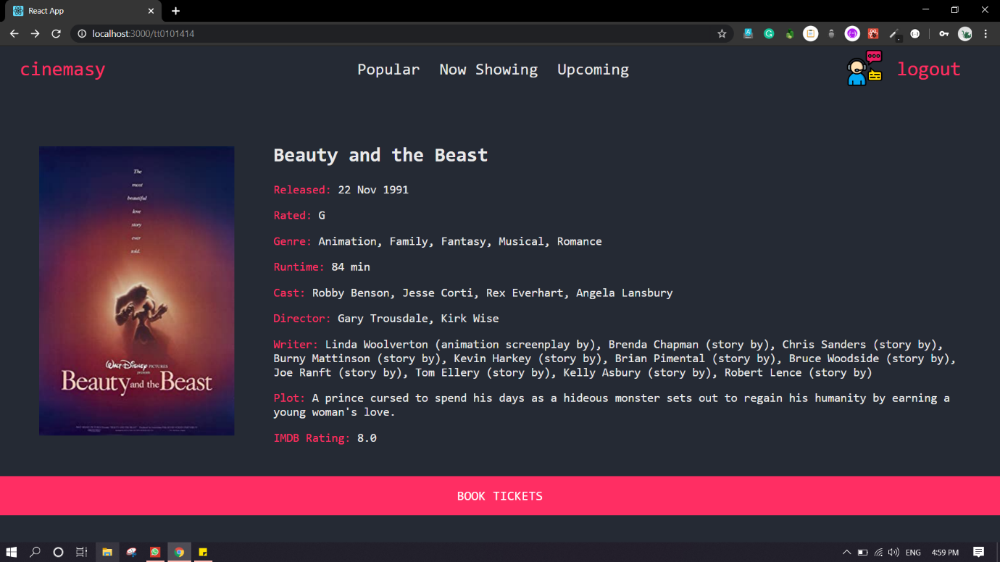 React App
localhost:3000/tt0101414
cinemasy
Popular
Now Showing
Upcoming
logout
The
most
beautiful
love
story
ever
told.
WALT DISNEY PICTURES
presents
Beauty and the Beast
Beauty and the Beast
Released: 22 Nov 1991
Rated: G
Genre: Animation, Family, Fantasy, Musical, Romance
Runtime: 84 min
Cast: Robby Benson, Jesse Corti, Rex Everhart, Angela Lansbury
Director: Gary Trousdale, Kirk Wise
Writer: Linda Woolverton (animation screenplay by), Brenda Chapman (story by), Chris Sanders (story by),
Burny Mattinson (story by), Kevin Harkey (story by), Brian Pimental (story by), Bruce Woodside (story by),
Joe Ranft (story by), Tom Ellery (story by), Kelly Asbury (story by), Robert Lence (story by)
Plot: A prince cursed to spend his days as a hideous monster sets out to regain his humanity by earning a
young woman's love.
IMDB Rating: 8.0
BOOK TICKETS
ENG
4:59 PM